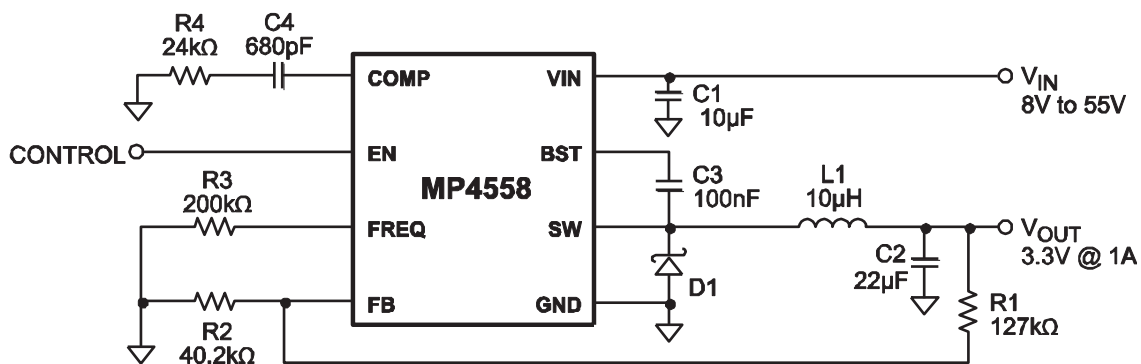 R4
24kΩ
C4
680pF
COMP
VIN
V_IN
8V to 55V
C1
10µF
CONTROL
EN
BST
MP4558
C3
100nF
L1
10µH
R3
200kΩ
FREQ
SW
V_OUT
3.3V @ 1A
C2
22µF
D1
R1
127kΩ
R2
40.2kΩ
FB
GND